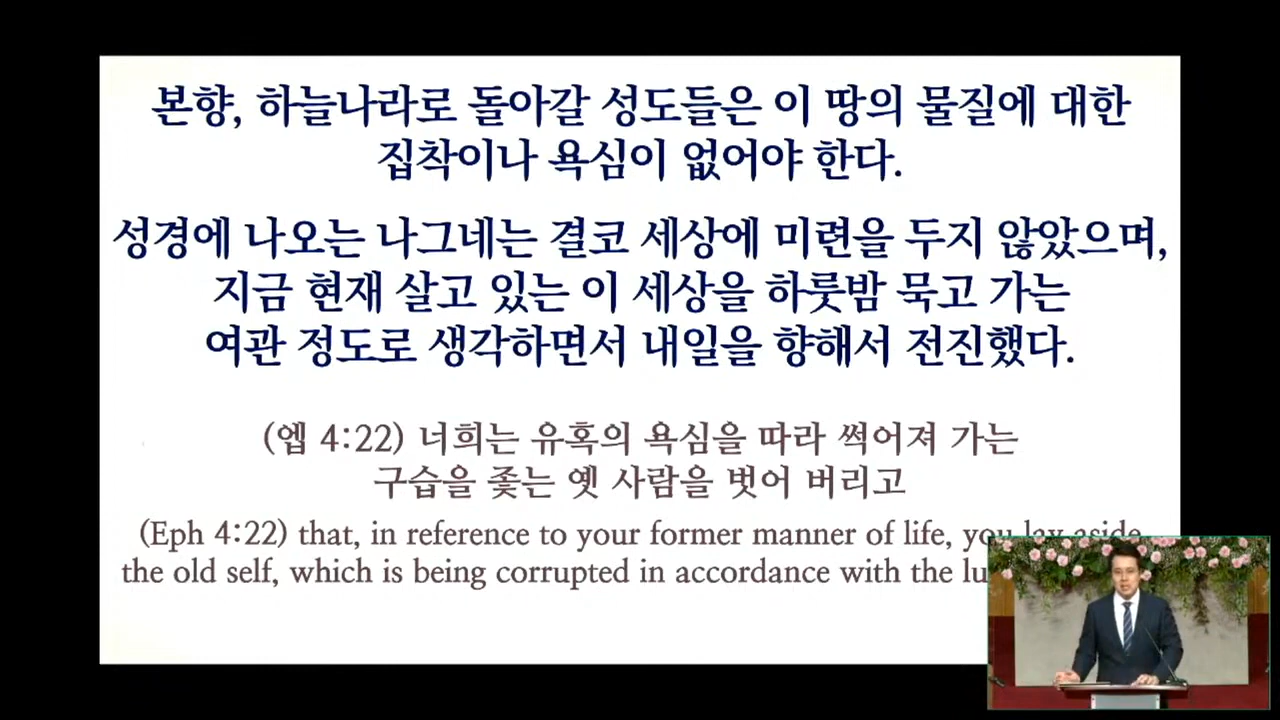 본향, 하늘나라로 돌아갈 성도들은 이 땅의 물질에 대한
집착이나 욕심이 없어야 한다.
성경에 나오는 나그네는 결코 세상에 미련을 두지 않았으며,
지금 현재 살고 있는 이 세상을 하룻밤 묵고 가는
여관 정도로 생각하면서 내일을 향해서 전진했다.
(엡 4:22) 너희는 유혹의 욕심을 따라 썩어져 가는
구습을 좇는 옛 사람을 벗어 버리고
(Eph 4:22) that, in reference to your former manner of life, you lay aside
the old self, which is being corrupted in accordance with the